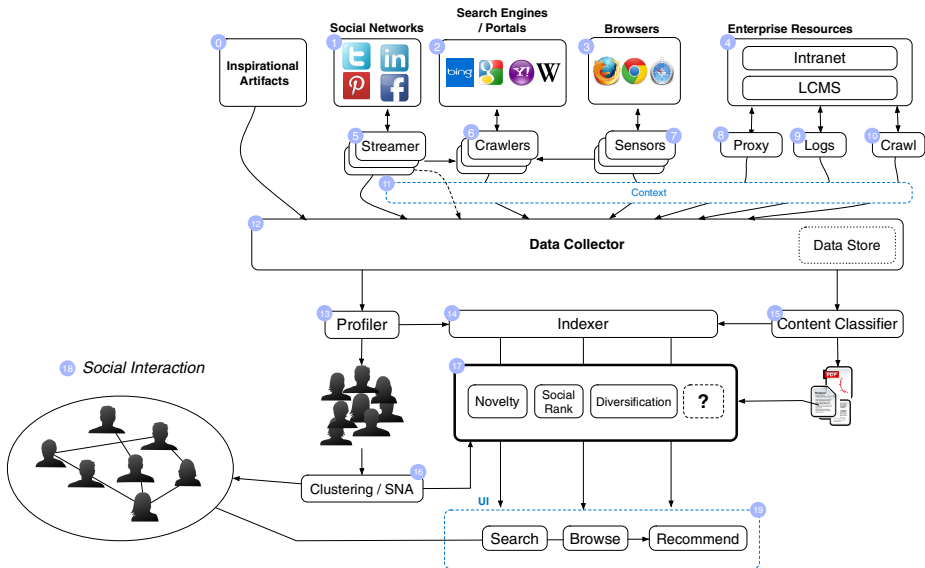 Social Networks
Search Engines
/ Portals
Browsers
Enterprise Resources
0
Inspirational
Artifacts
1
t
in
P
f
2
bing
g
Y!
W
3
4
Intranet
LCMS
5
Streamer
6
Crawlers
7
Sensors
8
Proxy
9
Logs
10
Crawl
11
Context
12
Data Collector
Data Store
13
Profiler
14
Indexer
15
Content Classifier
18
Social Interaction
17
Novelty
Social
Rank
Diversification
?
PDF
16
Clustering / SNA
UI
19
Search
Browse
Recommend